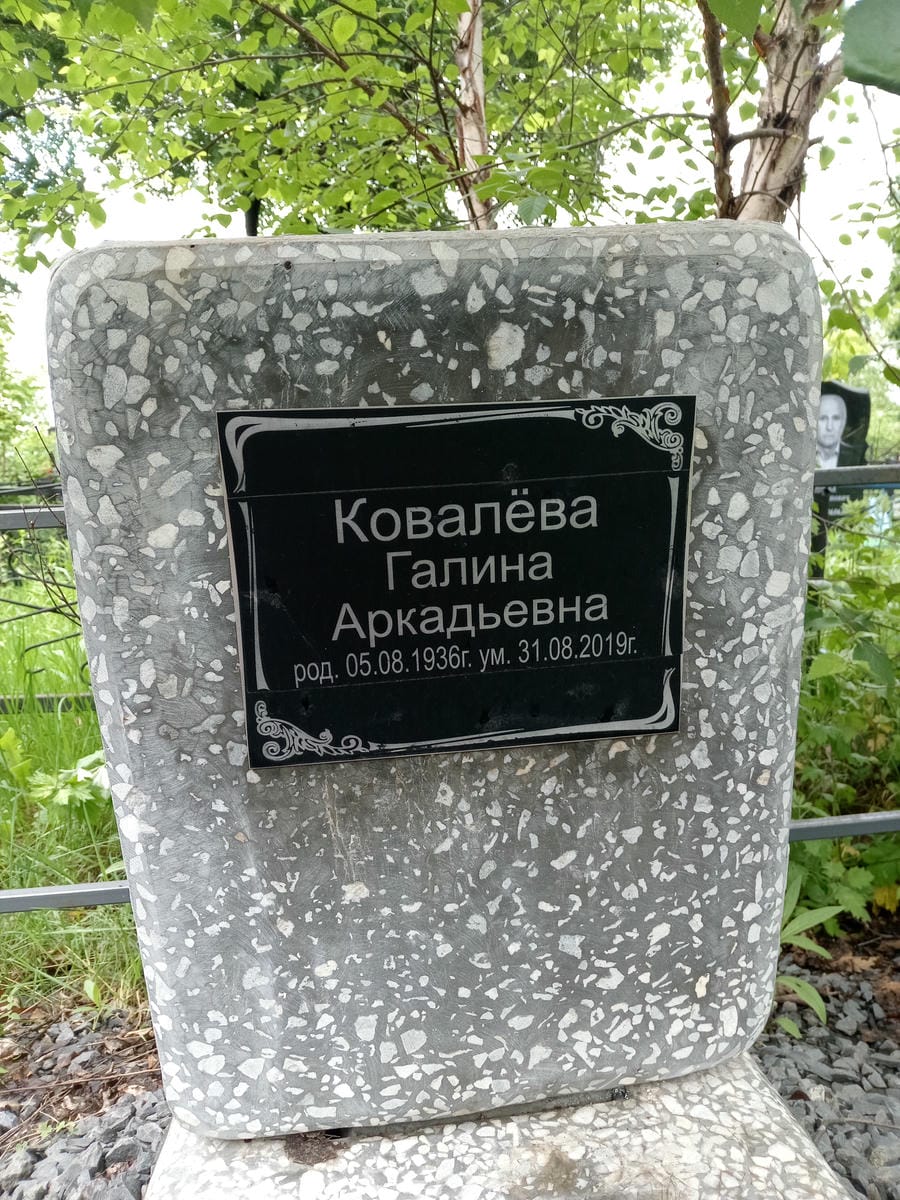 Ковалёва
Галина
Аркадьевна
род. 05.08.1936г. ум. 31.08.2019г.